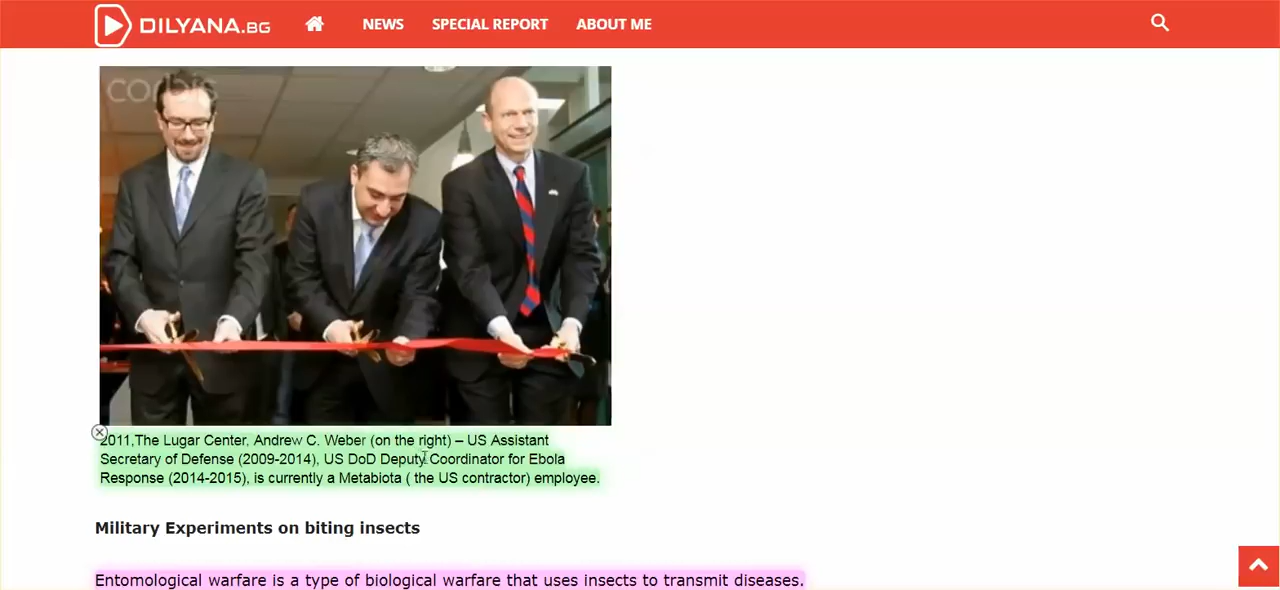 DILYANA.BG
NEWS SPECIAL REPORT ABOUT ME
corbis
2011,The Lugar Center, Andrew C. Weber (on the right) – US Assistant
Secretary of Defense (2009-2014), US DoD Deputy Coordinator for Ebola
Response (2014-2015), is currently a Metabiota ( the US contractor) employee.
Military Experiments on biting insects
Entomological warfare is a type of biological warfare that uses insects to transmit diseases.